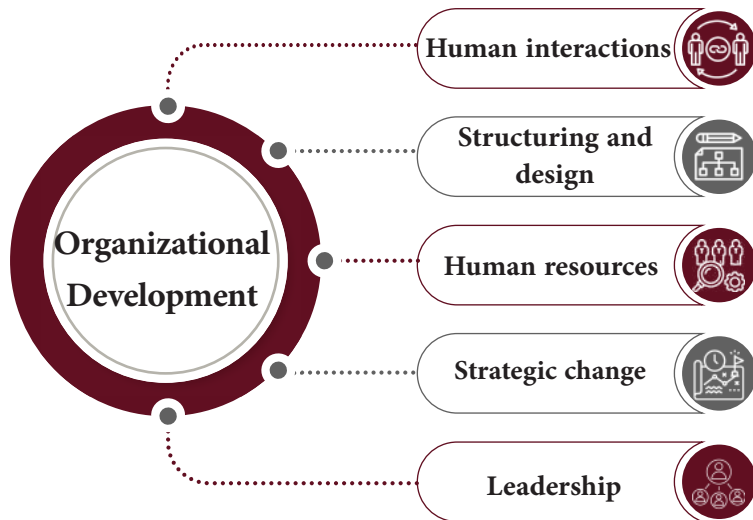 Human interactions
Structuring and
design
Organizational
Development
Human resources
Strategic change
Leadership